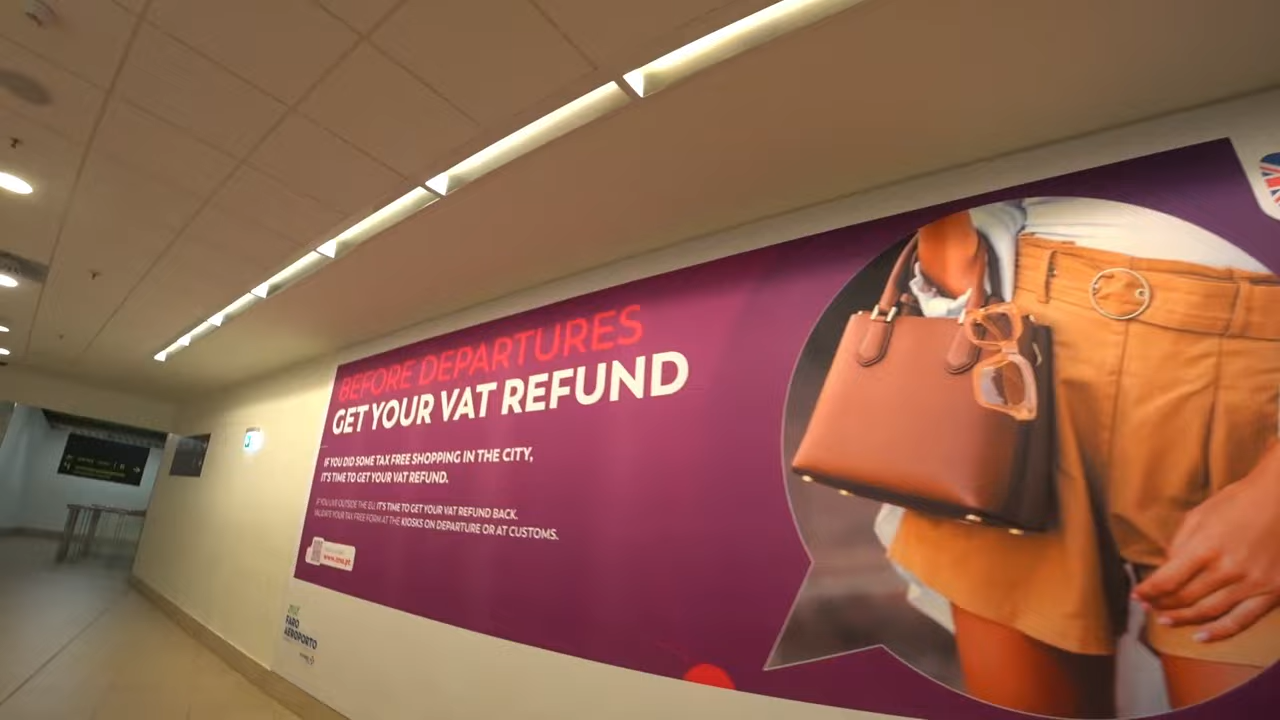 BEFORE DEPARTURES
GET YOUR VAT REFUND
IF YOU DID SOME TAX FREE SHOPPING IN THE CITY,
IT'S TIME TO GET YOUR VAT REFUND.
IF YOU LIVE OUTSIDE THE EU, IT'S TIME TO GET YOUR VAT REFUND BACK.
VALIDATE YOUR TAX FREE FORM AT THE KIOSKS ON DEPARTURE OR AT CUSTOMS.
FARO
AEROPORTO